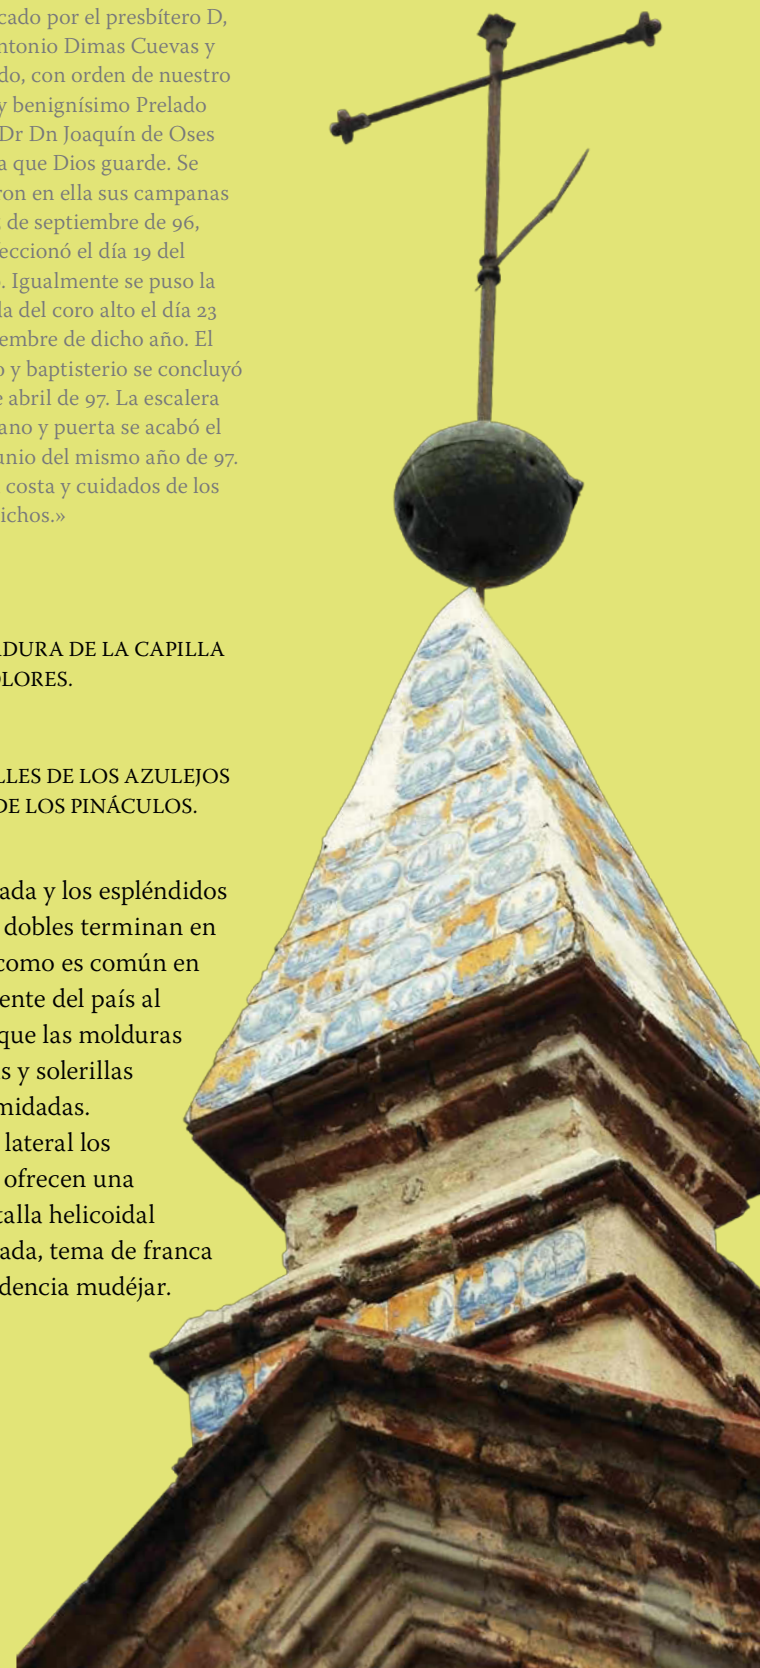 cado por el presbítero D,
ntonio Dimas Cuevas y
do, con orden de nuestro
y benignísimo Prelado
Dr Dn Joaquín de Oses
a que Dios guarde. Se
ron en ella sus campanas
de septiembre de 96,
eccionó el día 19 del
. Igualmente se puso la
la del coro alto el día 23
embre de dicho año. El
o y baptisterio se concluyó
e abril de 97. La escalera
ano y puerta se acabó el
unio del mismo año de 97.
costa y cuidados de los
ichos.»
ADURA DE LA CAPILLA
OLORES.
LLES DE LOS AZULEJOS
DE LOS PINÁCULOS.
ada y los espléndidos
dobles terminan en
como es común en
ente del país al
que las molduras
s y solerillas
midadas.
lateral los
ofrecen una
talla helicoidal
ada, tema de franca
dencia mudéjar.